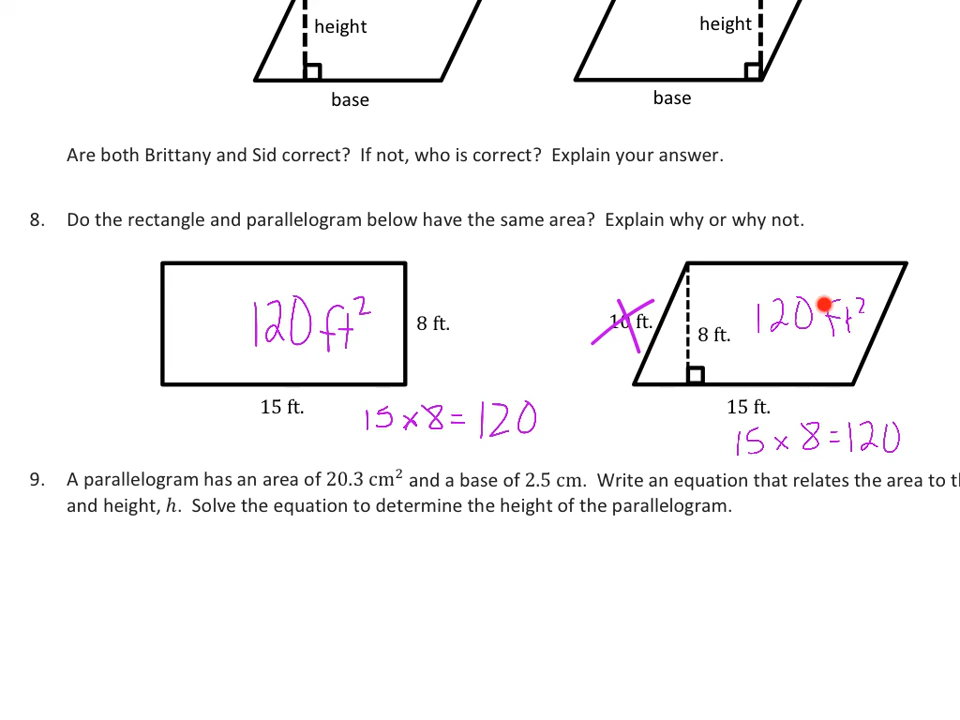 height height
base base
Are both Brittany and Sid correct? If not, who is correct? Explain your answer.
8. Do the rectangle and parallelogram below have the same area? Explain why or why not.
120 ft² 8 ft. 10 ft. 8 ft. 120 ft²
15 ft. 15 ft.
15 × 8 = 120 15 × 8 = 120
9. A parallelogram has an area of 20.3 cm² and a base of 2.5 cm. Write an equation that relates the area to
and height, h. Solve the equation to determine the height of the parallelogram.